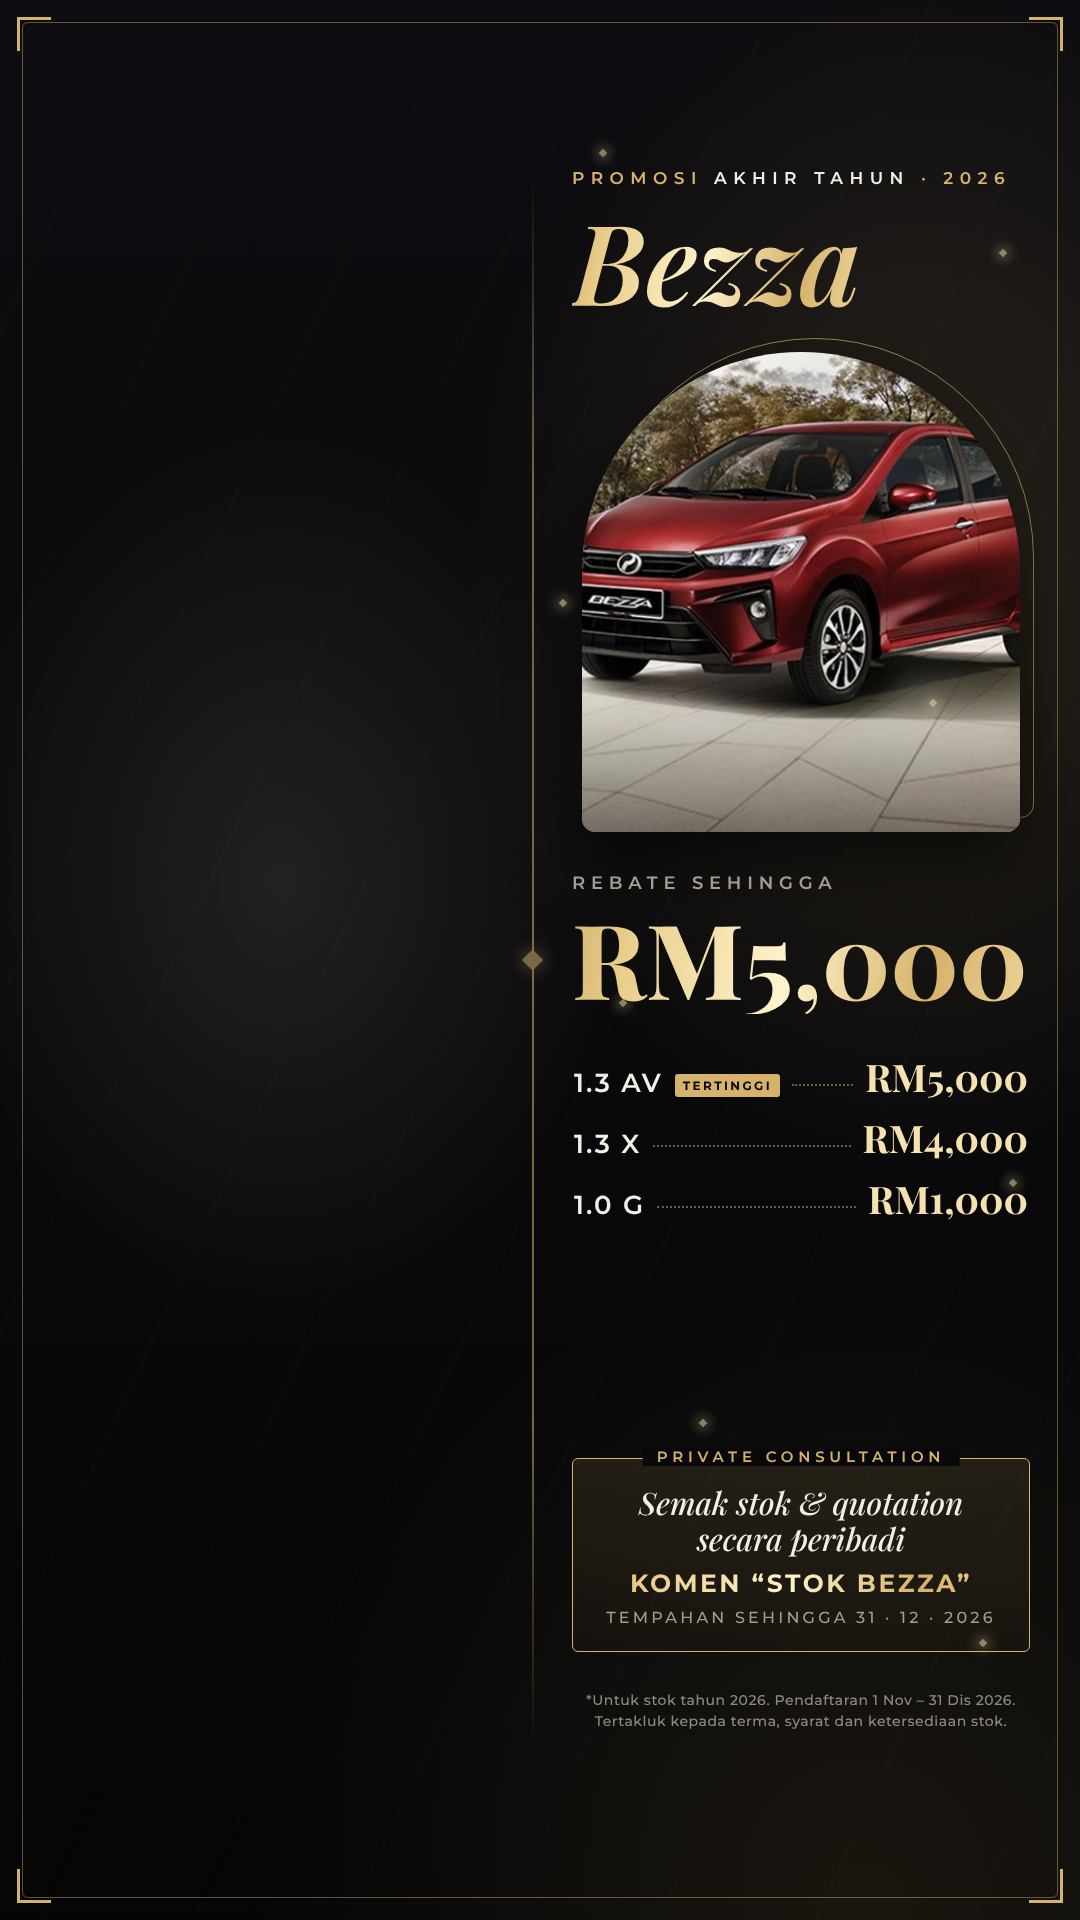 PROMOSI AKHIR TAHUN · 2026
Bezza
BEZZA
REBATE SEHINGGA
RM5,000
1.3 AV TERTINGGI RM5,000
1.3 X RM4,000
1.0 G RM1,000
PRIVATE CONSULTATION
Semak stok & quotation
secara peribadi
KOMEN “STOK BEZZA”
TEMPAHAN SEHINGGA 31 · 12 · 2026
*Untuk stok tahun 2026. Pendaftaran 1 Nov – 31 Dis 2026.
Tertakluk kepada terma, syarat dan ketersediaan stok.